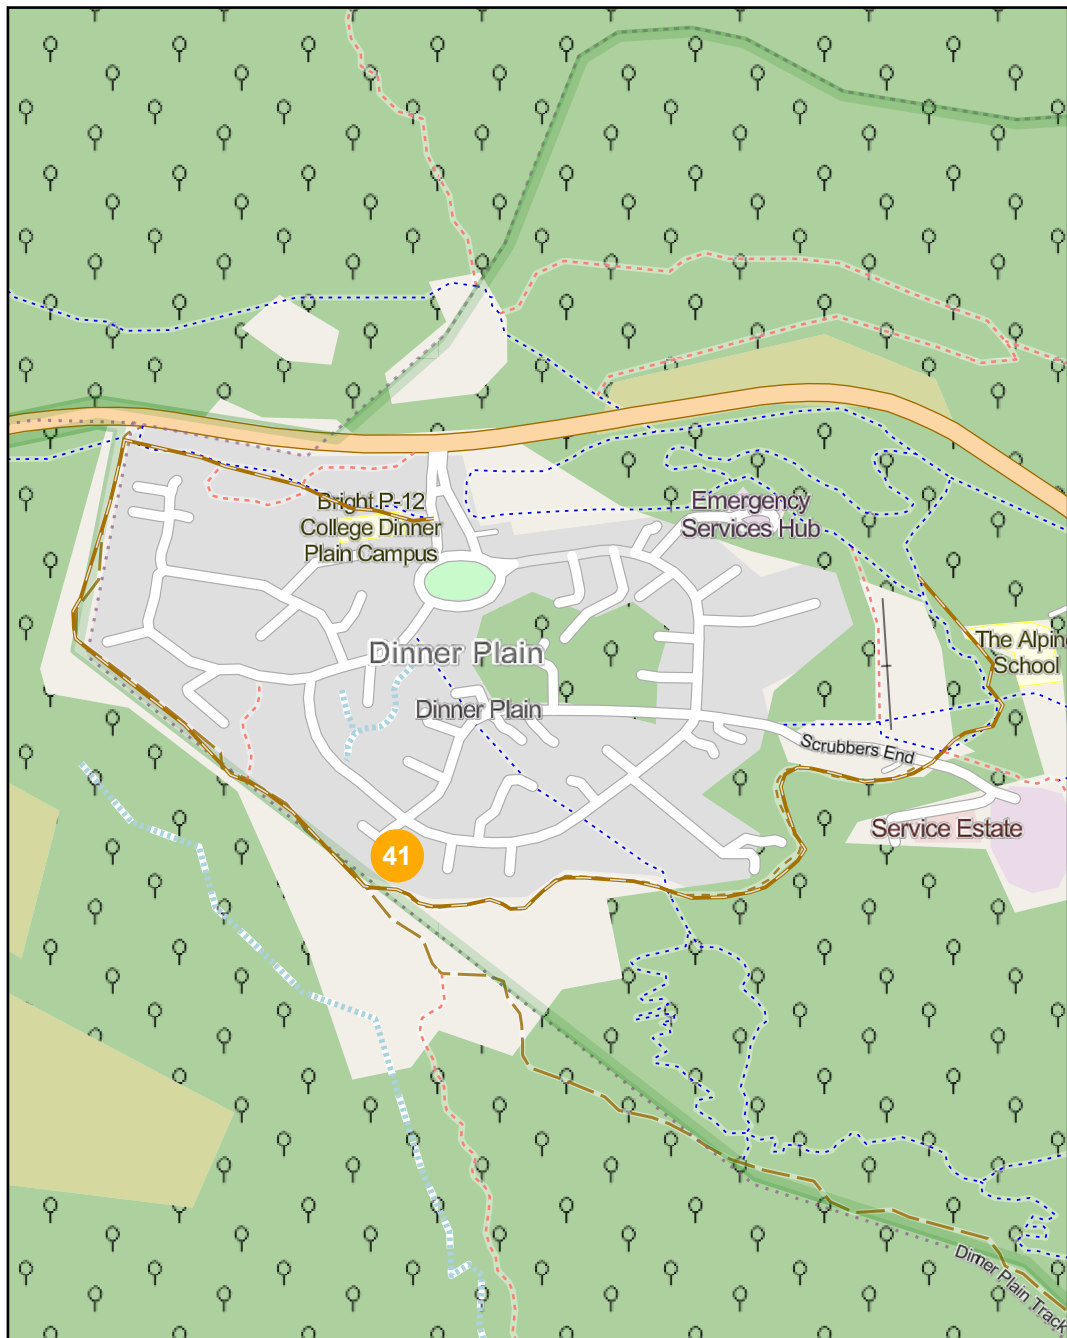 Bright P-12
College Dinner
Plain Campus
Emergency
Services Hub
Dinner Plain
The Alpine
School
Dinner Plain
Scrubbers End
Service Estate
41
Dinner Plain Track